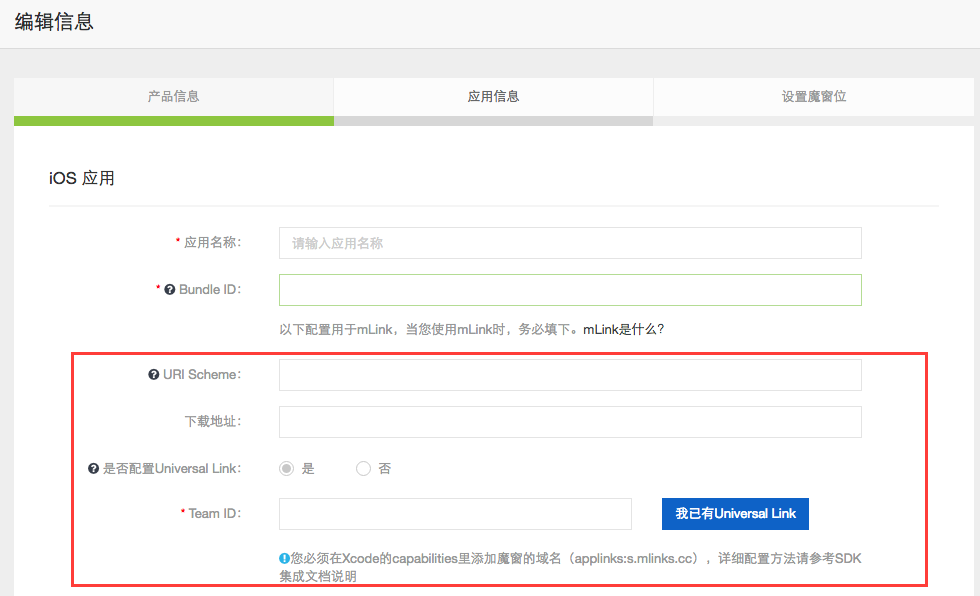 编辑信息
产品信息 应用信息 设置魔窗位
iOS 应用
* 应用名称： 请输入应用名称
* ? Bundle ID：
以下配置用于mLink，当您使用mLink时，务必填下。mLink是什么?
? URI Scheme：
下载地址：
? 是否配置Universal Link： 是 否
* Team ID： 我已有Universal Link
!您必须在Xcode的capabilities里添加魔窗的域名（applinks:s.mlinks.cc），详细配置方法请参考SDK
集成文档说明